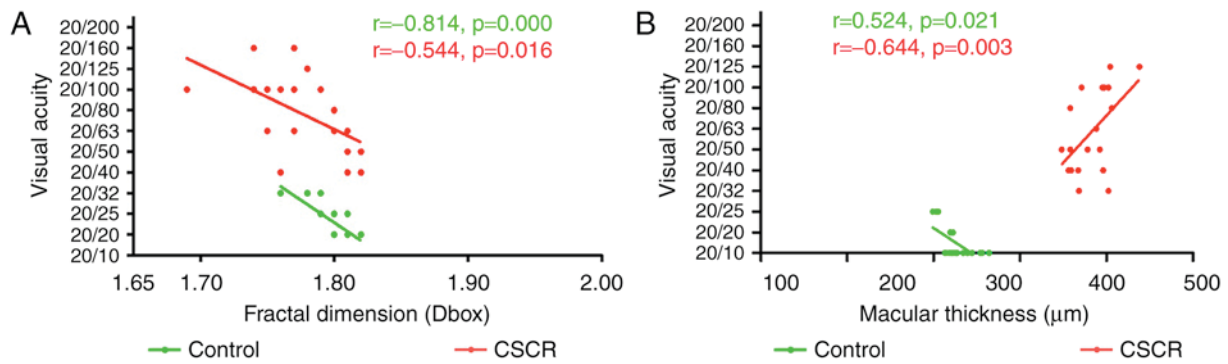 A
r=−0.814, p=0.000
r=−0.544, p=0.016
Visual acuity
20/200
20/160
20/125
20/100
20/80
20/63
20/50
20/40
20/32
20/25
20/20
20/10
1.65 1.70 1.80 1.90 2.00
Fractal dimension (Dbox)
Control CSCR
B
r=0.524, p=0.021
r=−0.644, p=0.003
Visual acuity
20/200
20/160
20/125
20/100
20/80
20/63
20/50
20/40
20/32
20/25
20/20
20/10
100 200 300 400 500
Macular thickness (μm)
Control CSCR